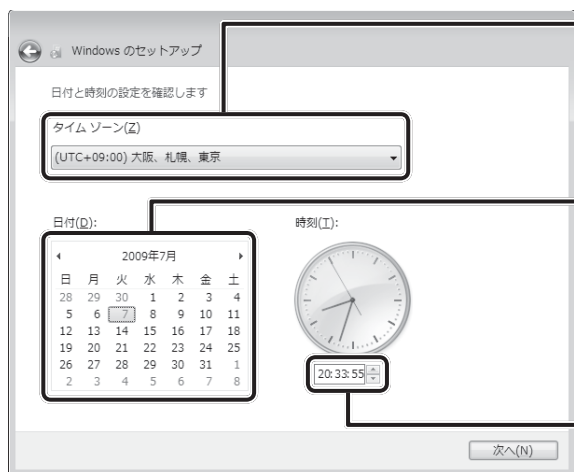 Windows のセットアップ
日付と時刻の設定を確認します
タイム ゾーン(Z)
(UTC+09:00) 大阪、札幌、東京
日付(D):
時刻(T):
2009年7月
日 月 火 水 木 金 土
28 29 30 1 2 3 4
5 6 7 8 9 10 11
12 13 14 15 16 17 18
19 20 21 22 23 24 25
26 27 28 29 30 31 1
2 3 4 5 6 7 8
20:33:55
次へ(N)